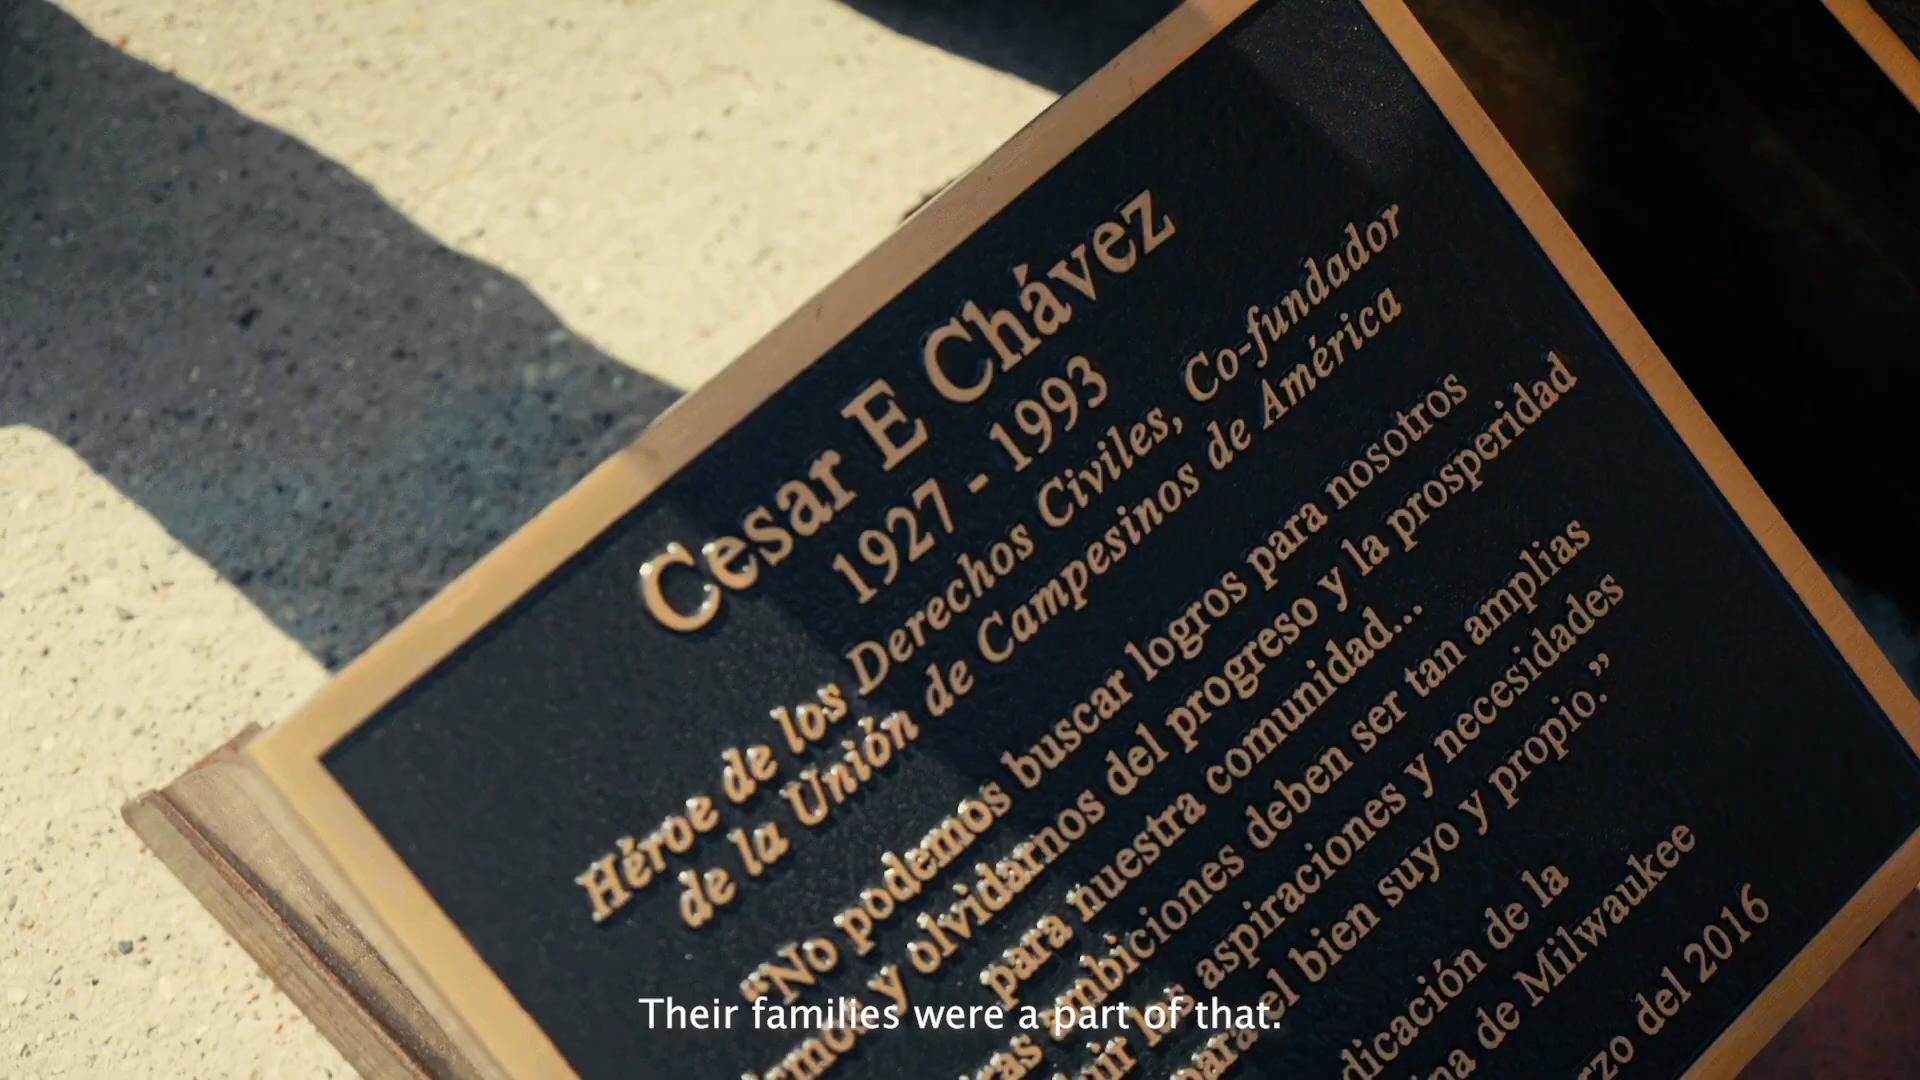 Cesar E Chávez
1927 - 1993
Héroe de los Derechos Civiles, Co-fundador
de la Unión de Campesinos de América
“No podemos buscar logros para nosotros
y olvidarnos del progreso y la prosperidad
para nuestra comunidad...
ambiciones deben ser tan amplias
aspiraciones y necesidades
para el bien suyo y propio.”
de la
de Milwaukee
del 2016
Their families were a part of that.